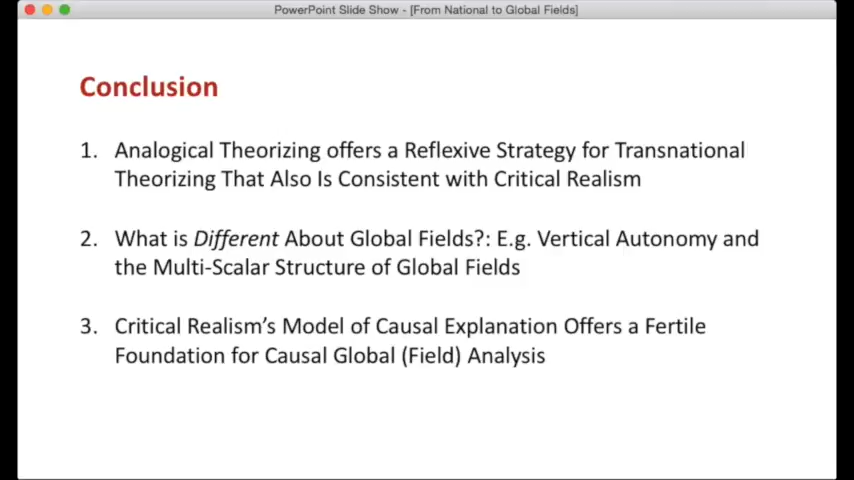 PowerPoint Slide Show - [From National to Global Fields]
Conclusion
1. Analogical Theorizing offers a Reflexive Strategy for Transnational
Theorizing That Also Is Consistent with Critical Realism
2. What is Different About Global Fields?: E.g. Vertical Autonomy and
the Multi-Scalar Structure of Global Fields
3. Critical Realism’s Model of Causal Explanation Offers a Fertile
Foundation for Causal Global (Field) Analysis